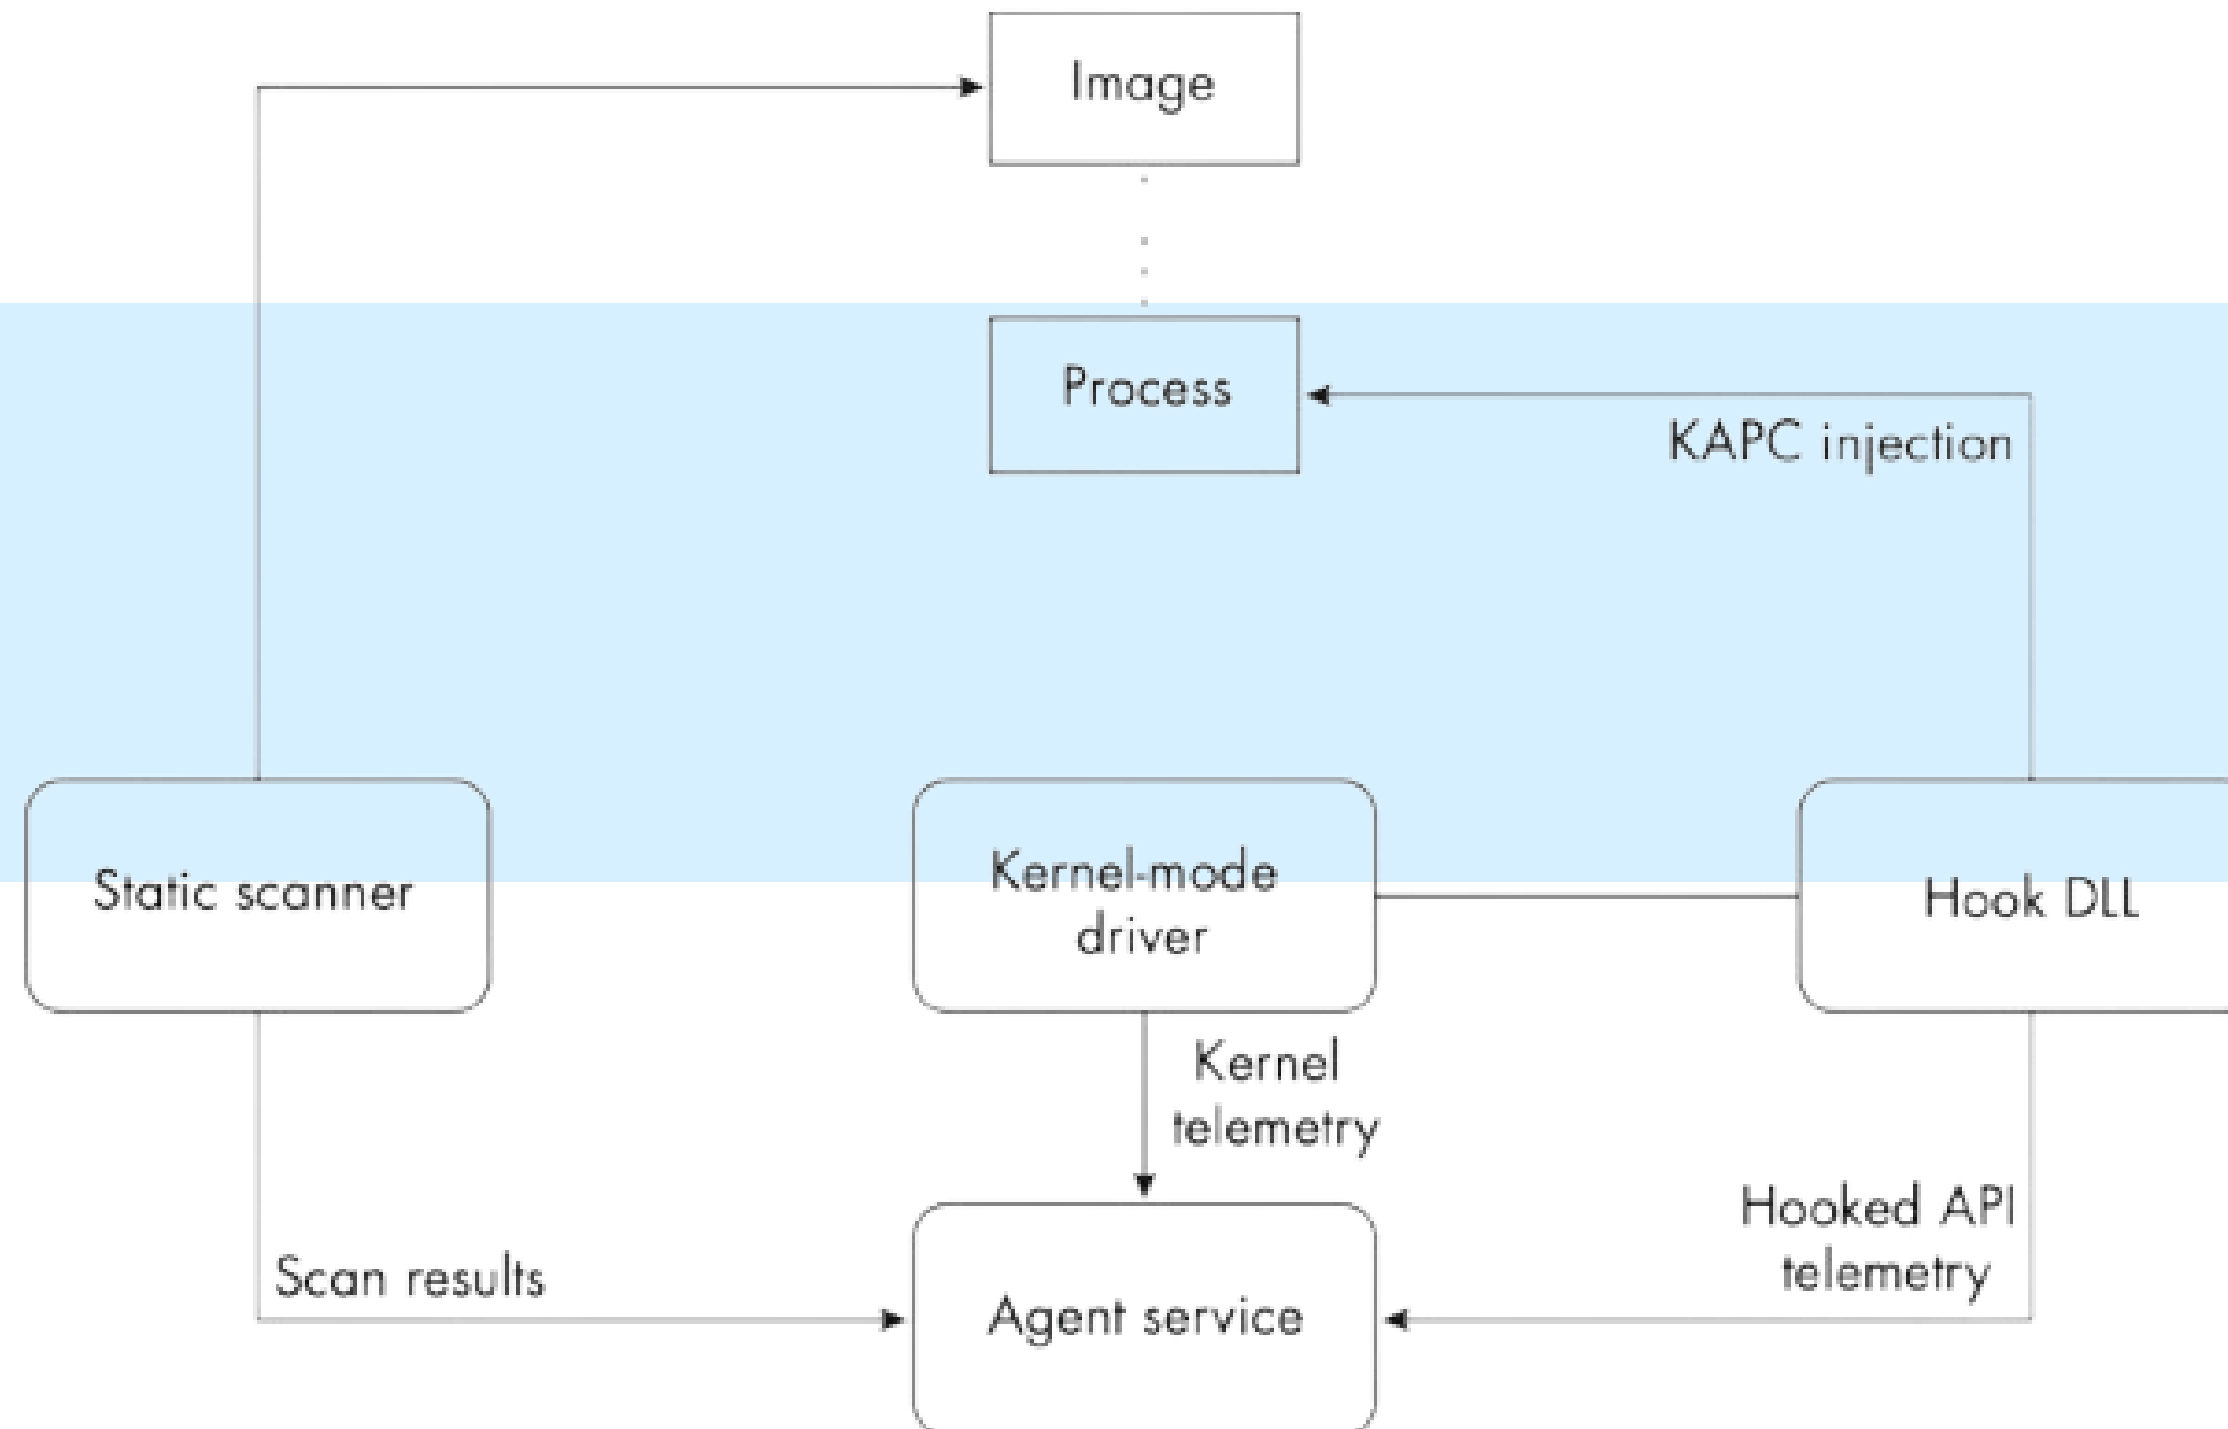 Image
Process
KAPC injection
Static scanner
Kernel-mode
driver
Hook DLL
Kernel
telemetry
Hooked API
telemetry
Scan results
Agent service